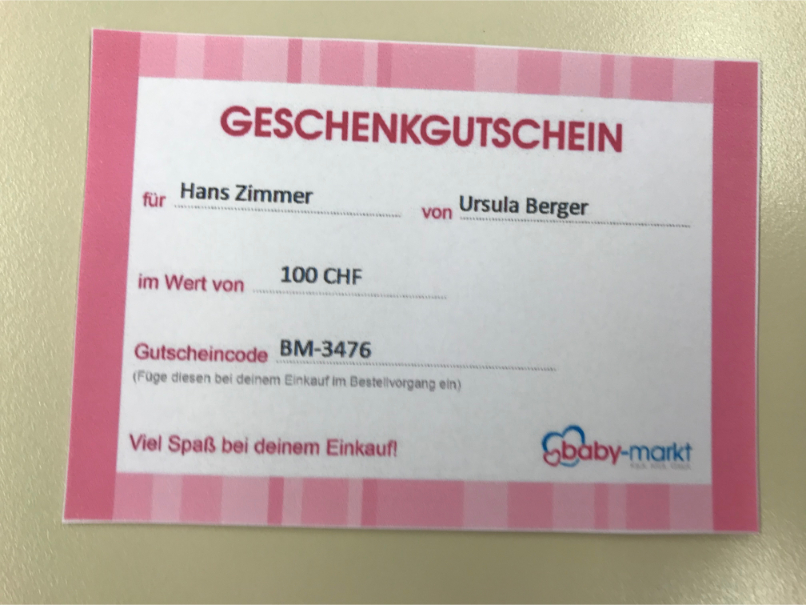 GESCHENKGUTSCHEIN
für Hans Zimmer von Ursula Berger
im Wert von 100 CHF
Gutscheincode BM-3476
(Füge diesen bei deinem Einkauf im Bestellvorgang ein)
Viel Spaß bei deinem Einkauf!
baby-markt